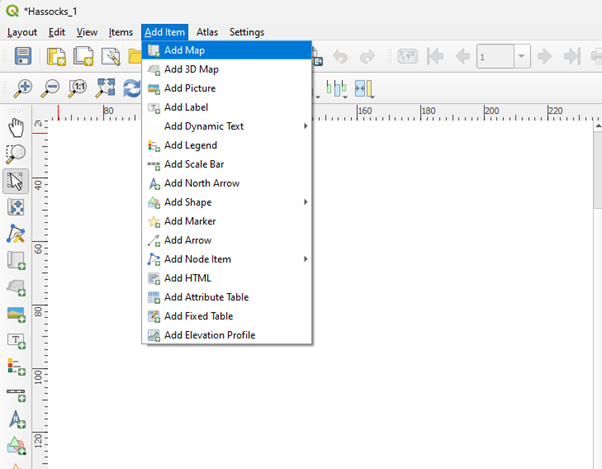 *Hassocks_1
Layout Edit View Items Add Item Atlas Settings
Add Map
1
Add 3D Map
Add Picture
1:1
Add Label
80 160 180 200 220
Add Dynamic Text
Add Legend
Add Scale Bar
40
Add North Arrow
Add Shape
Add Marker
60
Add Arrow
Add Node Item
Add HTML
80
Add Attribute Table
Add Fixed Table
Add Elevation Profile
100
120